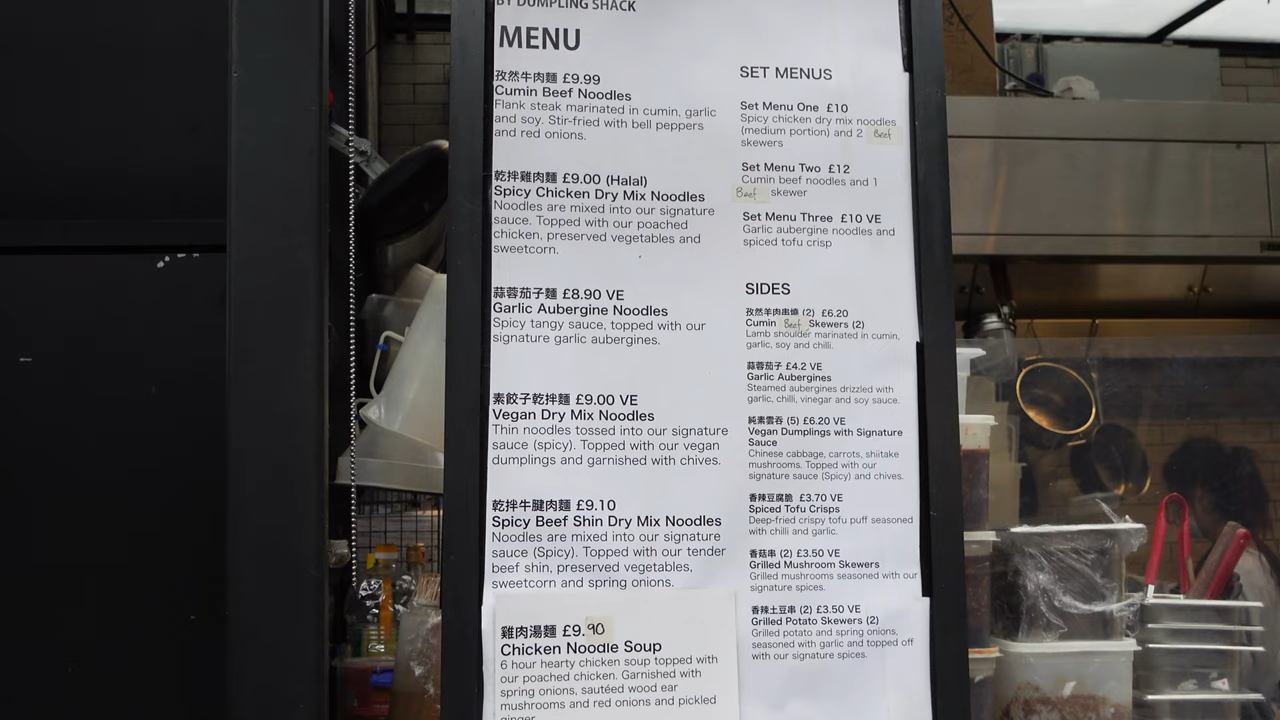 BY DUMPLING SHACK
MENU
孜然牛肉麵 £9.99
Cumin Beef Noodles
Flank steak marinated in cumin, garlic
and soy. Stir-fried with bell peppers
and red onions.
乾拌雞肉麵 £9.00 (Halal)
Spicy Chicken Dry Mix Noodles
Noodles are mixed into our signature
sauce. Topped with our poached
chicken, preserved vegetables and
sweetcorn.
蒜蓉茄子麵 £8.90 VE
Garlic Aubergine Noodles
Spicy tangy sauce, topped with our
signature garlic aubergines.
素餃子乾拌麵 £9.00 VE
Vegan Dry Mix Noodles
Thin noodles tossed into our signature
sauce (spicy). Topped with our vegan
dumplings and garnished with chives.
乾拌牛腱肉麵 £9.10
Spicy Beef Shin Dry Mix Noodles
Noodles are mixed into our signature
sauce (Spicy). Topped with our tender
beef shin, preserved vegetables,
sweetcorn and spring onions.
雞肉湯麵 £9.90
Chicken Noodle Soup
6 hour hearty chicken soup topped with
our poached chicken. Garnished with
spring onions, sautéed wood ear
mushrooms and red onions and pickled
ginger.
SET MENUS
Set Menu One £10
Spicy chicken dry mix noodles
(medium portion) and 2 Beef
skewers
Set Menu Two £12
Cumin beef noodles and 1
Beef skewer
Set Menu Three £10 VE
Garlic aubergine noodles and
spiced tofu crisp
SIDES
孜然羊肉串燒 (2) £6.20
Cumin Beef Skewers (2)
Lamb shoulder marinated in cumin,
garlic, soy and chilli.
蒜蓉茄子 £4.2 VE
Garlic Aubergines
Steamed aubergines drizzled with
garlic, chilli, vinegar and soy sauce.
純素雲吞 (5) £6.20 VE
Vegan Dumplings with Signature
Sauce
Chinese cabbage, carrots, shiitake
mushrooms. Topped with our
signature sauce (Spicy) and chives.
香辣豆腐脆 £3.70 VE
Spiced Tofu Crisps
Deep-fried crispy tofu puff seasoned
with chilli and garlic.
香菇串 (2) £3.50 VE
Grilled Mushroom Skewers
Grilled mushrooms seasoned with our
signature spices.
香辣土豆串 (2) £3.50 VE
Grilled Potato Skewers (2)
Grilled potato and spring onions,
seasoned with garlic and topped off
with our signature spices.